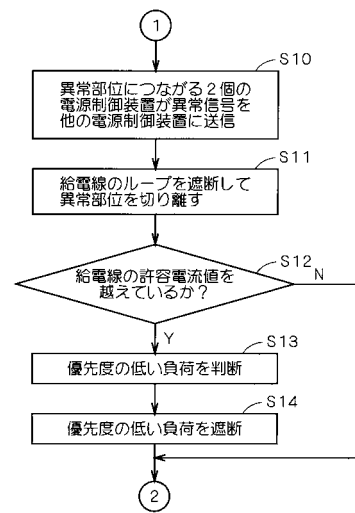 1
S10
異常部位につながる2個の
電源制御装置が異常信号を
他の電源制御装置に送信
S11
給電線のループを遮断して
異常部位を切り離す
S12
給電線の許容電流値を
越えているか?
N
Y
S13
優先度の低い負荷を判断
S14
優先度の低い負荷を遮断
2